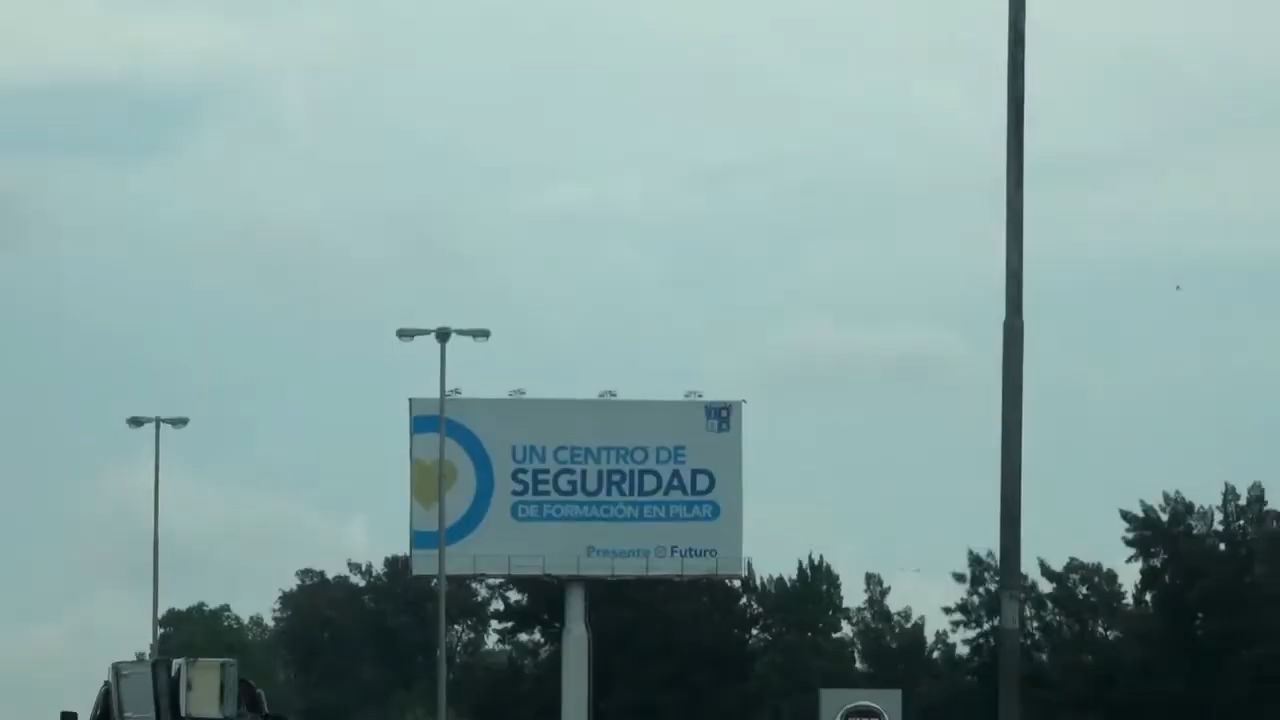 UN CENTRO DE
SEGURIDAD
DE FORMACIÓN EN PILAR
Presente Futuro